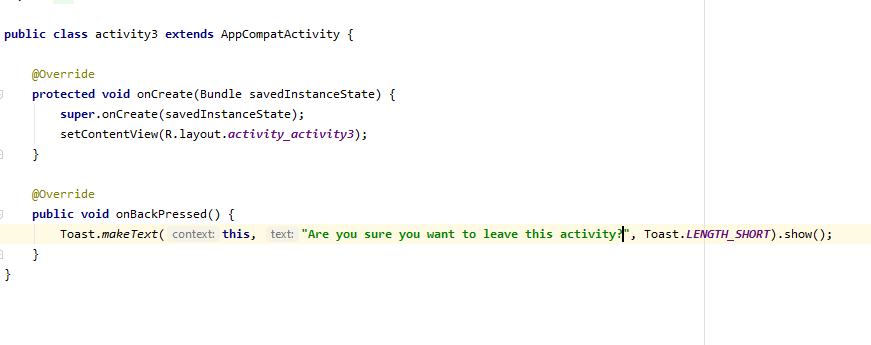 public class activity3 extends AppCompatActivity {
@Override
protected void onCreate(Bundle savedInstanceState) {
super.onCreate(savedInstanceState);
setContentView(R.layout.activity_activity3);
}
@Override
public void onBackPressed() {
Toast.makeText( context: this, text: "Are you sure you want to leave this activity?", Toast.LENGTH_SHORT).show();
}
}